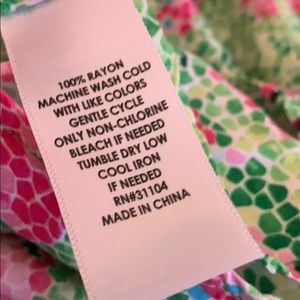 100% RAYON
MACHINE WASH COLD
WITH LIKE COLORS
GENTLE CYCLE
ONLY NON-CHLORINE
BLEACH IF NEEDED
TUMBLE DRY LOW
COOL IRON
IF NEEDED
RN#31104
MADE IN CHINA